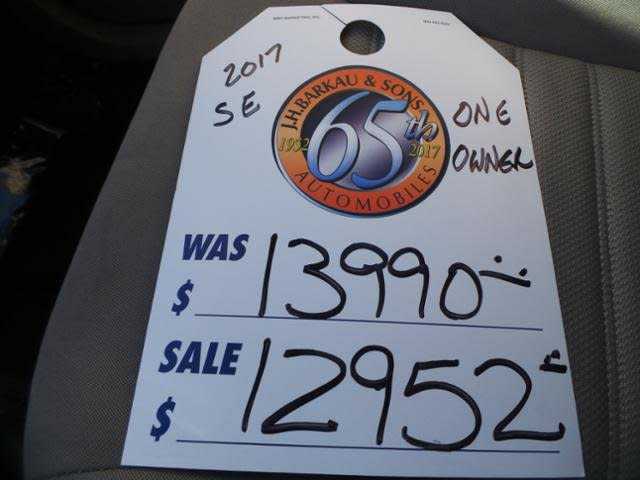 2017
SE
J.H. BARKAU & SONS
1952 65th 2017
AUTOMOBILES
ONE
OWNER
WAS
$ 13990
SALE
$ 12952